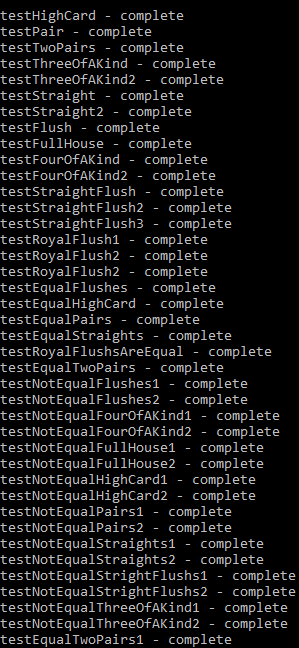 testHighCard - complete
testPair - complete
testTwoPairs - complete
testThreeOfAKind - complete
testThreeOfAKind2 - complete
testStraight - complete
testStraight2 - complete
testFlush - complete
testFullHouse - complete
testFourOfAKind - complete
testFourOfAKind2 - complete
testStraightFlush - complete
testStraightFlush2 - complete
testStraightFlush3 - complete
testRoyalFlush1 - complete
testRoyalFlush2 - complete
testRoyalFlush2 - complete
testEqualFlushes - complete
testEqualHighCard - complete
testEqualPairs - complete
testEqualStraights - complete
testRoyalFlushsAreEqual - complete
testEqualTwoPairs - complete
testNotEqualFlushes1 - complete
testNotEqualFlushes2 - complete
testNotEqualFourOfAKind1 - complete
testNotEqualFourOfAKind2 - complete
testNotEqualFullHouse1 - complete
testNotEqualFullHouse2 - complete
testNotEqualHighCard1 - complete
testNotEqualHighCard2 - complete
testNotEqualPairs1 - complete
testNotEqualPairs2 - complete
testNotEqualStraights1 - complete
testNotEqualStraights2 - complete
testNotEqualStrightFlushs1 - complete
testNotEqualStrightFlushs2 - complete
testNotEqualThreeOfAKind1 - complete
testNotEqualThreeOfAKind2 - complete
testEqualTwoPairs1 - complete